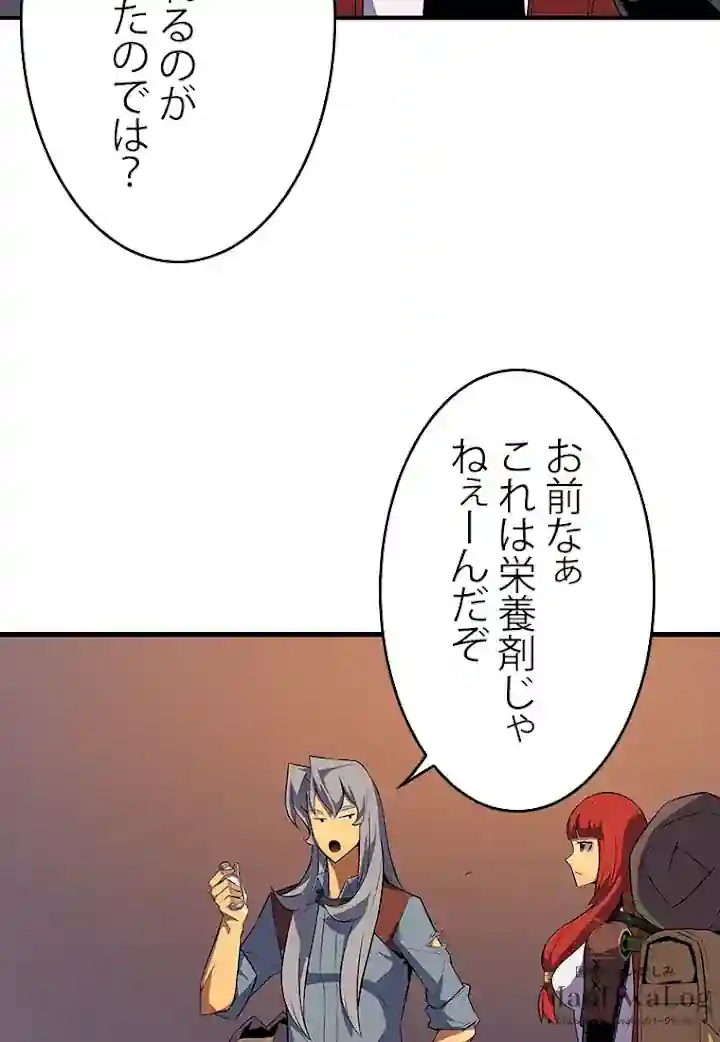 るのが
たのでは?
お前なぁ
これは栄養剤じゃ
ねぇーんだぞ